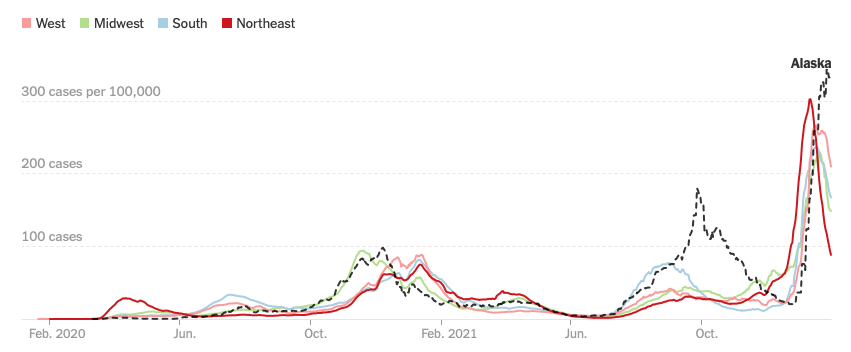 West Midwest South Northeast
Alaska
300 cases per 100,000
200 cases
100 cases
Feb. 2020 Jun. Oct. Feb. 2021 Jun. Oct.